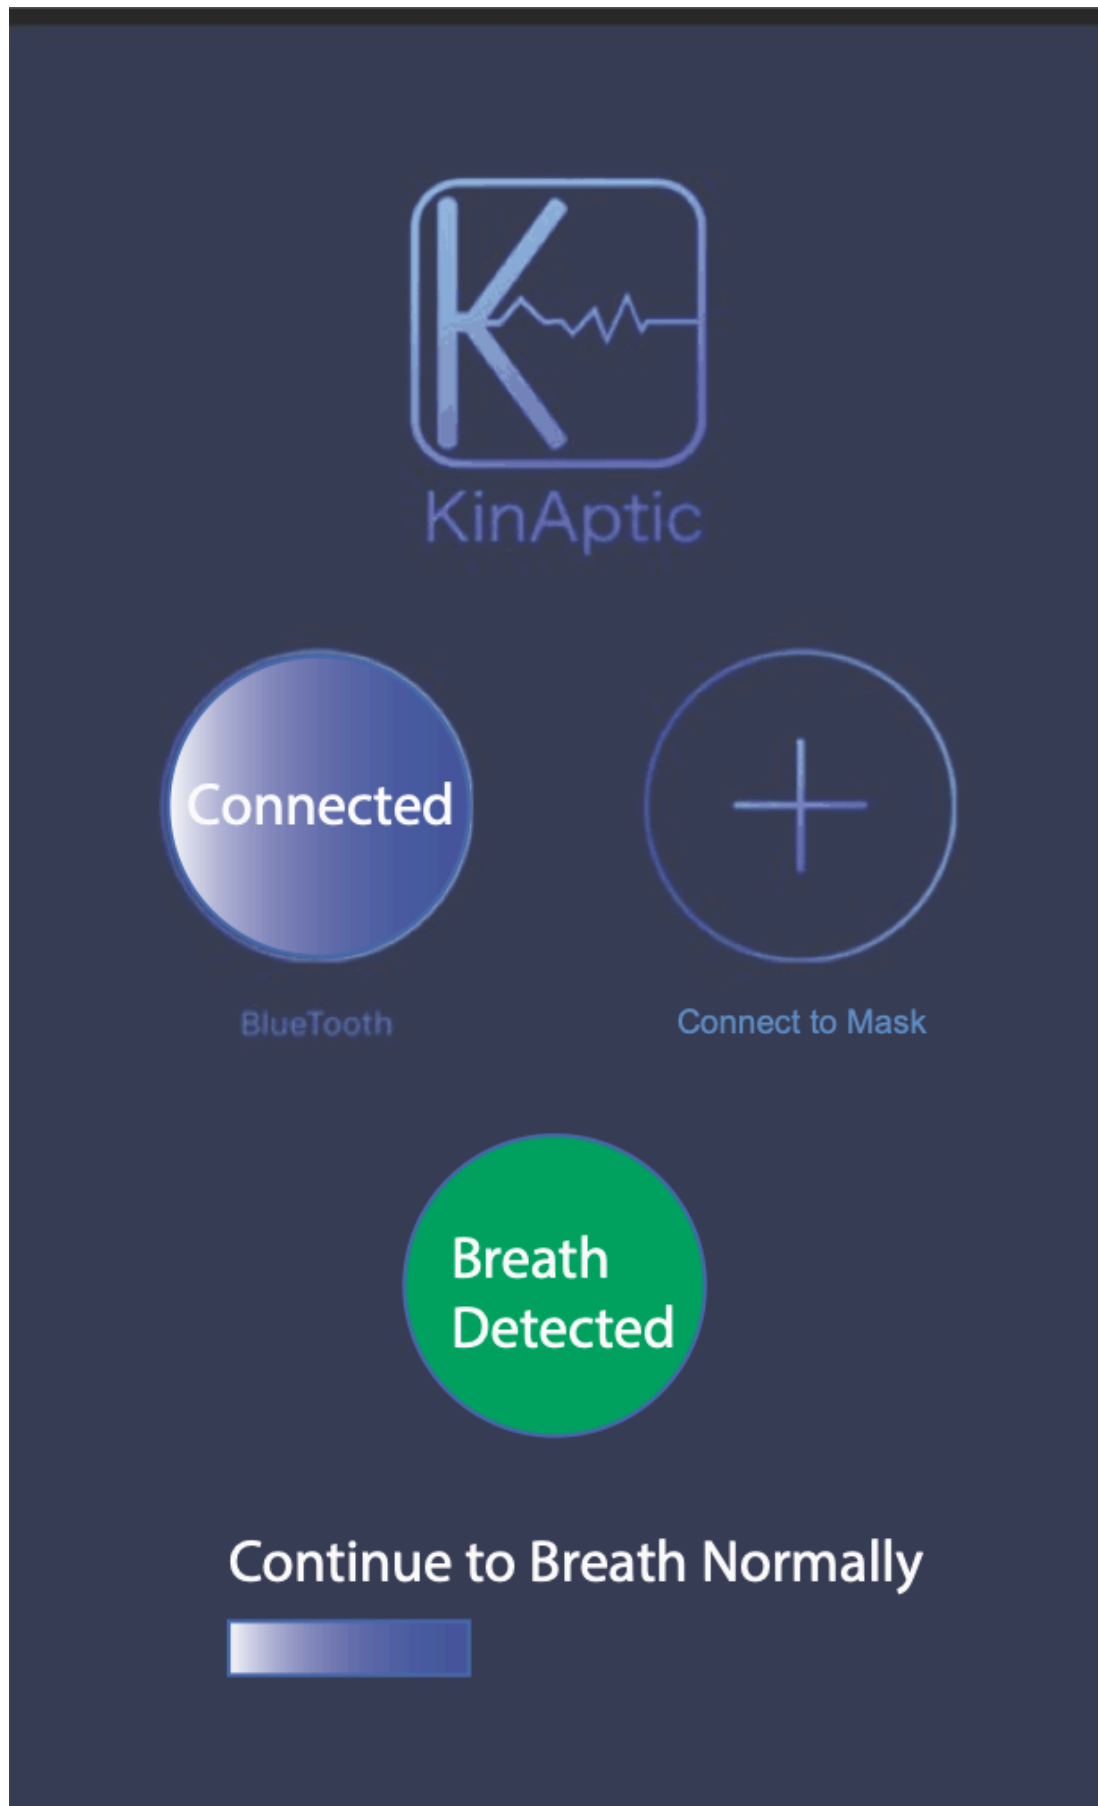 KinAptic
Connected
BlueTooth
Connect to Mask
Breath
Detected
Continue to Breath Normally